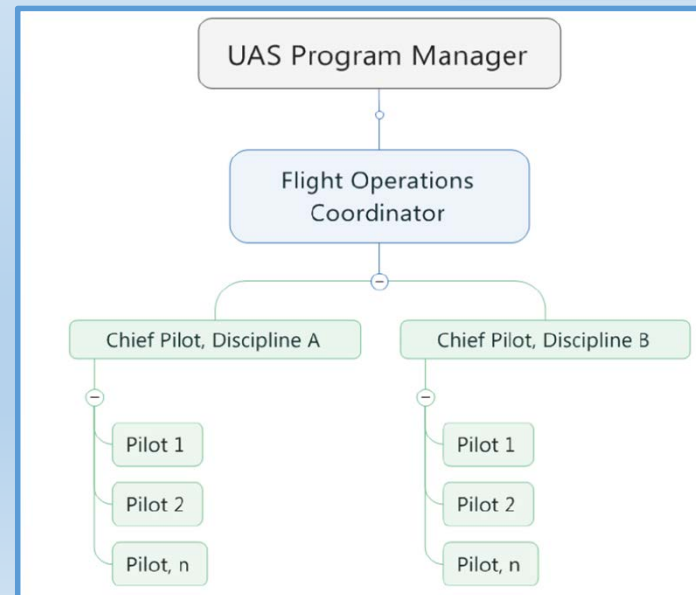 UAS Program Manager
Flight Operations
Coordinator
Chief Pilot, Discipline A
Chief Pilot, Discipline B
Pilot 1
Pilot 2
Pilot, n
Pilot 1
Pilot 2
Pilot, n